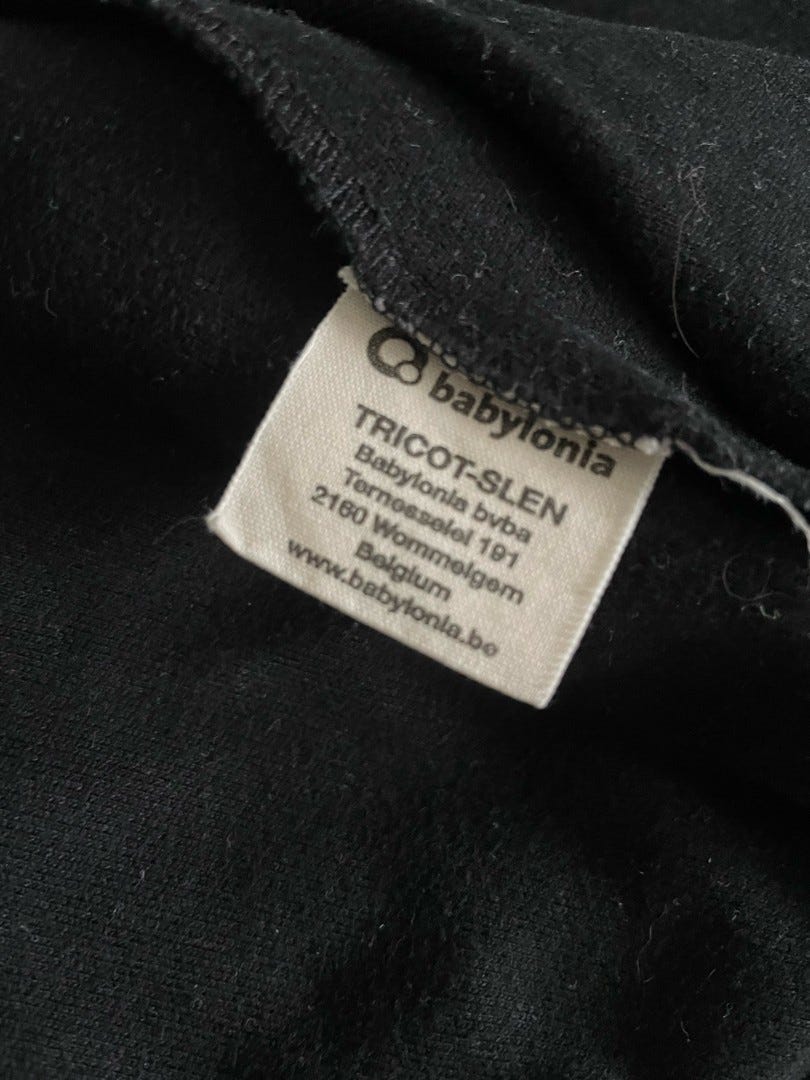 babylonia
TRICOT-SLEN
Babylonia bvba
Ternesselei 191
2160 Wommelgem
Belgium
www.babylonia.be